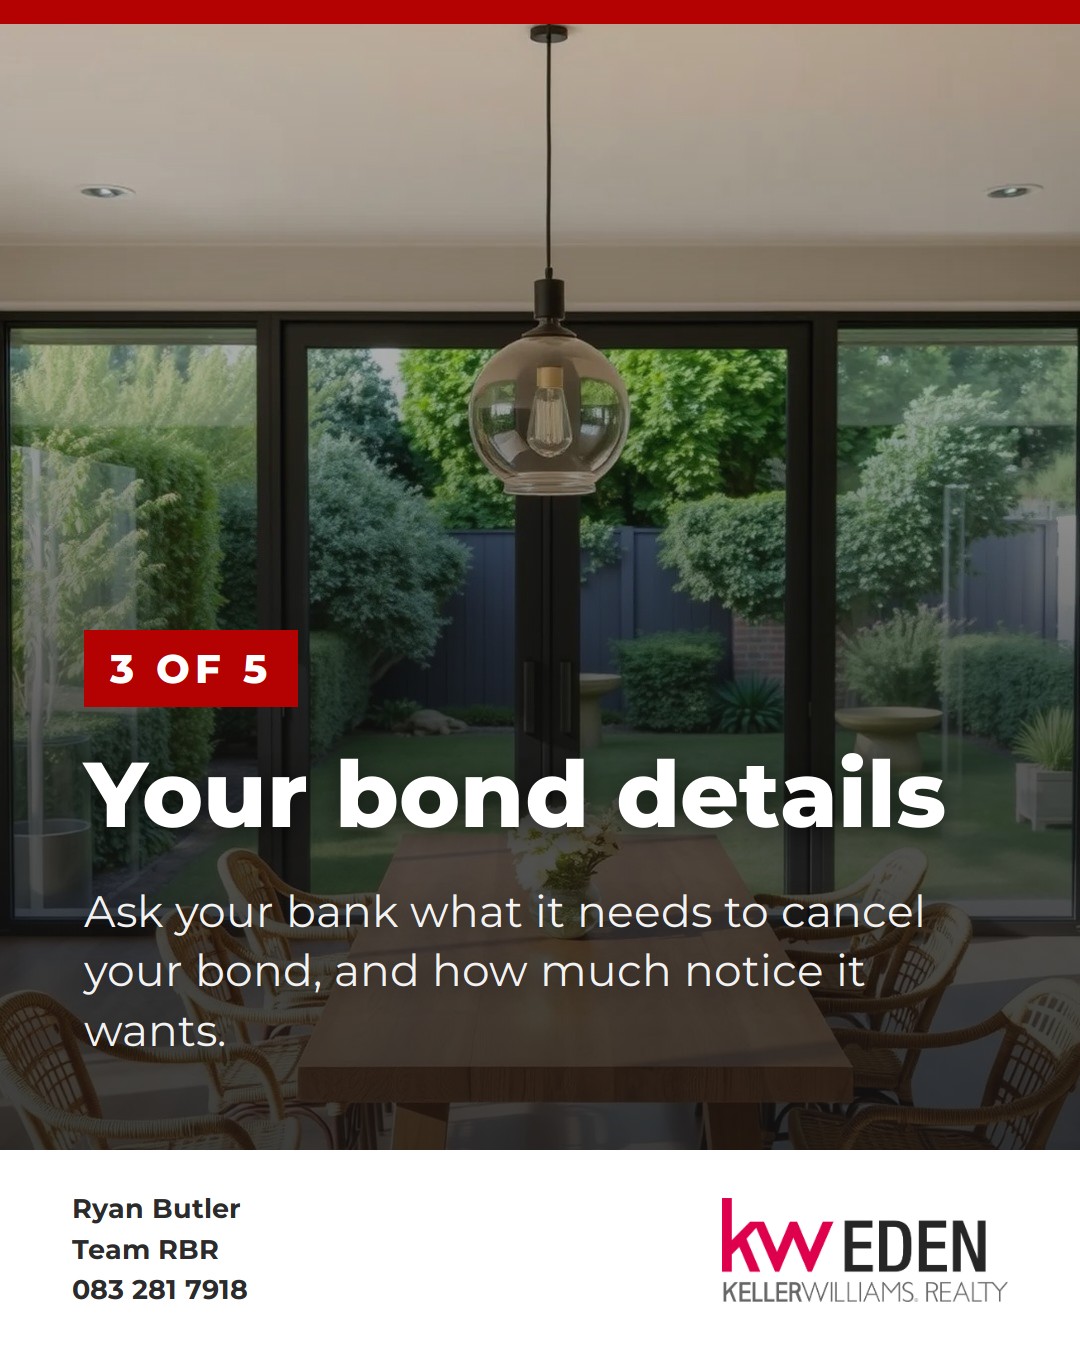 3 OF 5
Your bond details
Ask your bank what it needs to cancel
your bond, and how much notice it
wants.
Ryan Butler
Team RBR
083 281 7918
kw EDEN
KELLERWILLIAMS. REALTY